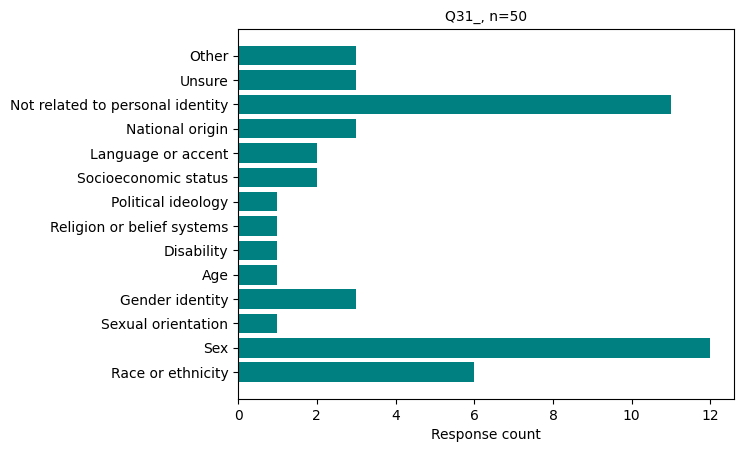 Q31_, n=50
Other
Unsure
Not related to personal identity
National origin
Language or accent
Socioeconomic status
Political ideology
Religion or belief systems
Disability
Age
Gender identity
Sexual orientation
Sex
Race or ethnicity
0 2 4 6 8 10 12
Response count